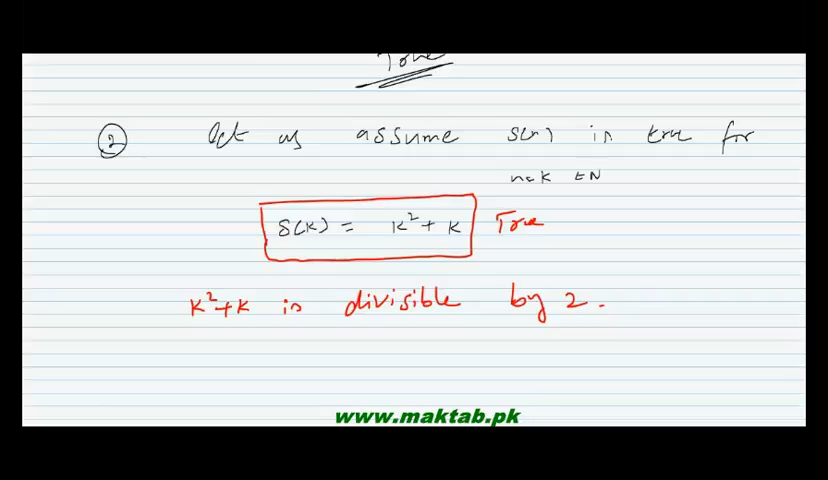 True
② let us assume S(n) is true for
n=k ∈N
S(k) = k²+k True
k²+k is divisible by 2.
www.maktab.pk